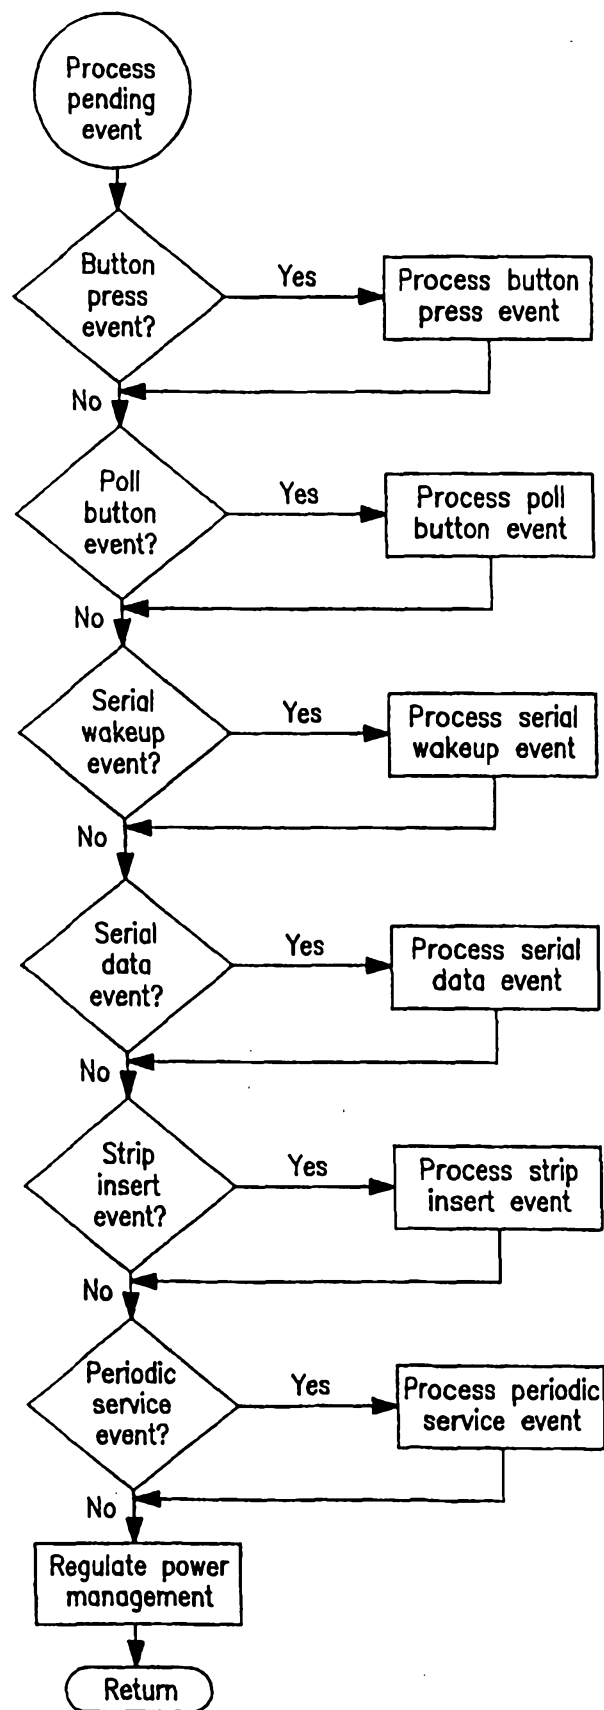 Process
pending
event
Button
press
event?
Yes
Process button
press event
No
Poll
button
event?
Yes
Process poll
button event
No
Serial
wakeup
event?
Yes
Process serial
wakeup event
No
Serial
data
event?
Yes
Process serial
data event
No
Strip
insert
event?
Yes
Process strip
insert event
No
Periodic
service
event?
Yes
Process periodic
service event
No
Regulate power
management
Return